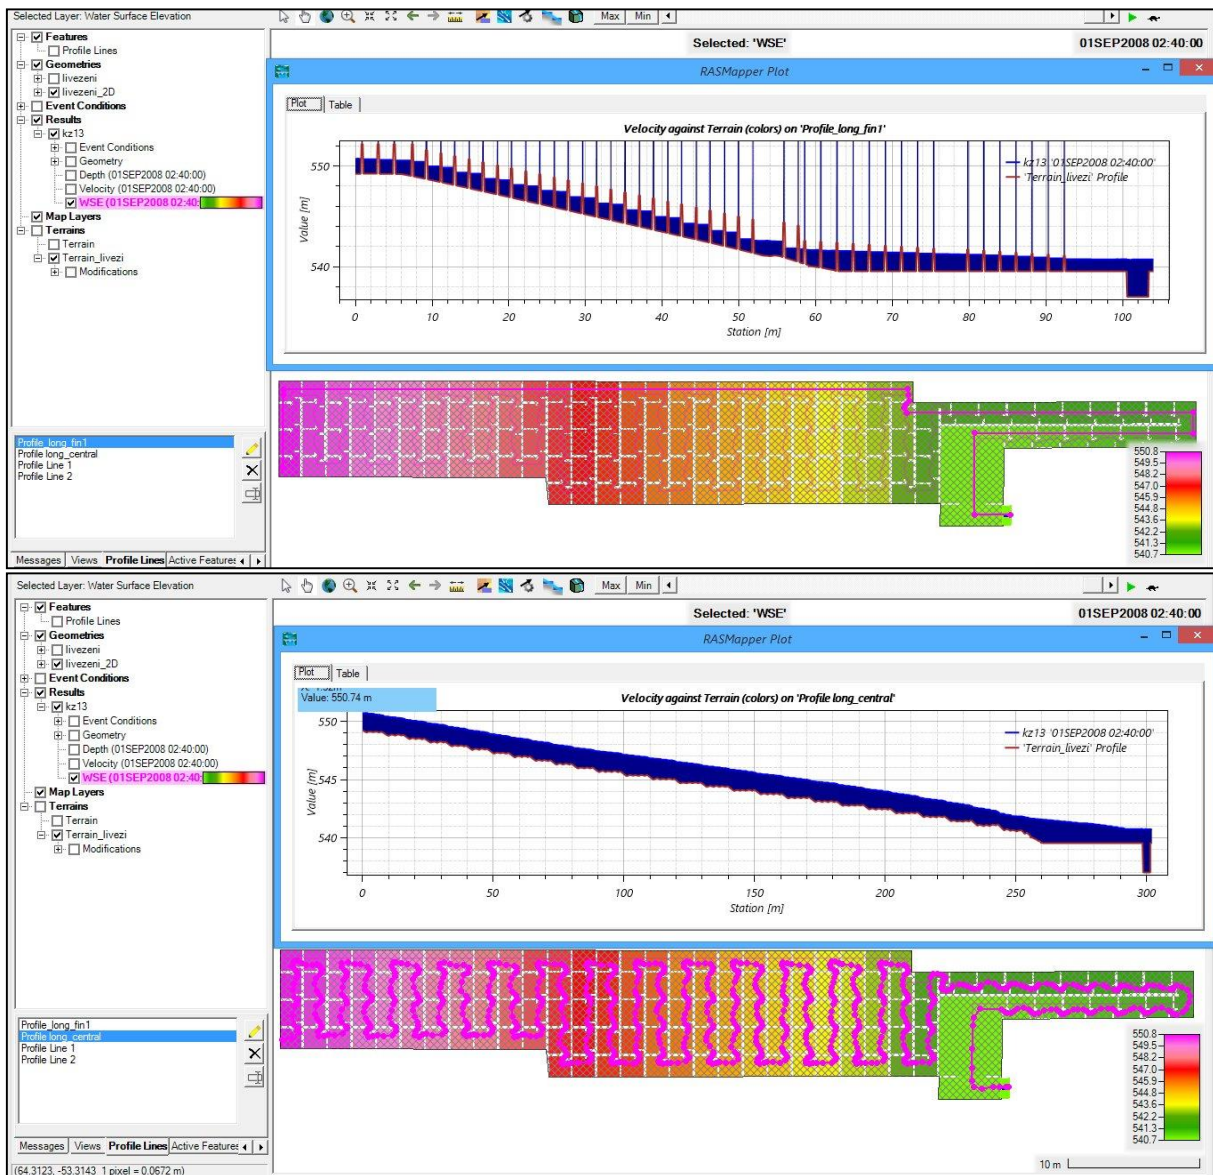 Selected Layer: Water Surface Elevation
Max Min
Selected: 'WSE' 01SEP2008 02:40:00
Features
Profile Lines
Geometries
livezeni
livezeni_2D
Event Conditions
Results
kz13
Event Conditions
Geometry
Depth (01SEP2008 02:40:00)
Velocity (01SEP2008 02:40:00)
WSE (01SEP2008 02:40:
Map Layers
Terrains
Terrain
Terrain_livezi
Modifications
RASMapper Plot
Plot Table
Velocity against Terrain (colors) on 'Profile_long_fin1'
kz13 '01SEP2008 02:40:00'
'Terrain_livezi' Profile
Value [m]
550
540
0 10 20 30 40 50 60 70 80 90 100
Station [m]
Profile_long_fin1
Profile long_central
Profile Line 1
Profile Line 2
Messages Views Profile Lines Active Features
550.8
549.5
548.2
547.0
545.9
544.8
543.6
542.2
541.3
540.7
Selected Layer: Water Surface Elevation
Max Min
Selected: 'WSE' 01SEP2008 02:40:00
Features
Profile Lines
Geometries
livezeni
livezeni_2D
Event Conditions
Results
kz13
Event Conditions
Geometry
Depth (01SEP2008 02:40:00)
Velocity (01SEP2008 02:40:00)
WSE (01SEP2008 02:40:
Map Layers
Terrains
Terrain
Terrain_livezi
Modifications
RASMapper Plot
Plot Table
Value: 550.74 m
Velocity against Terrain (colors) on 'Profile long_central'
kz13 '01SEP2008 02:40:00'
'Terrain_livezi' Profile
Value [m]
550
545
540
0 50 100 150 200 250 300
Station [m]
Profile_long_fin1
Profile long_central
Profile Line 1
Profile Line 2
Messages Views Profile Lines Active Features
550.8
549.5
548.2
547.0
545.9
544.8
543.6
542.2
541.3
540.7
10 m
(64.3123, -53.3143 1 pixel = 0.0672 m)